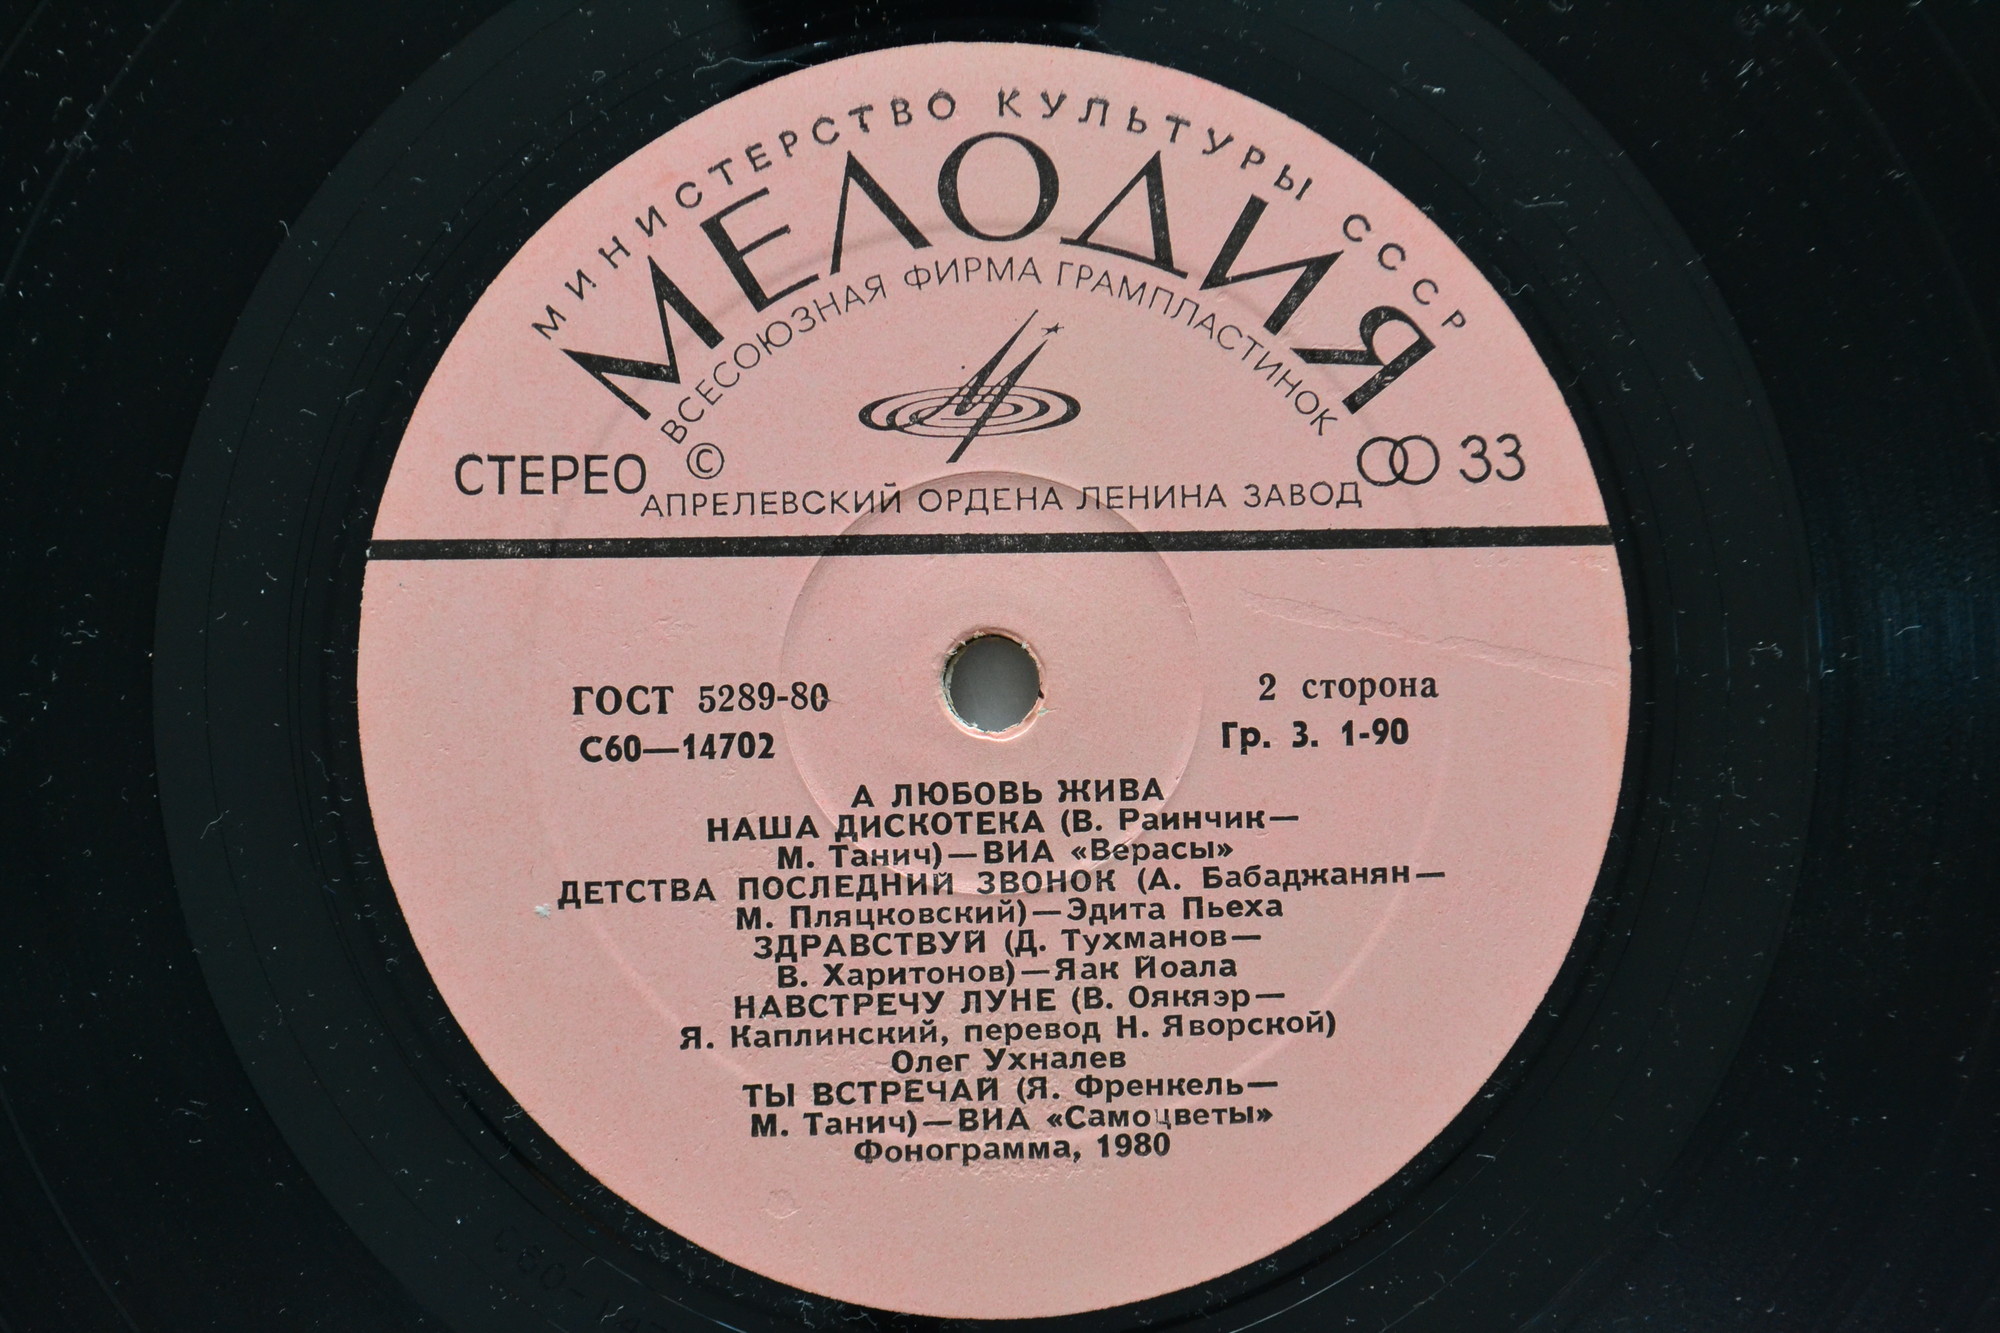 МИНИСТЕРСТВО КУЛЬТУРЫ СССР
МЕЛОДИЯ
ВСЕСОЮЗНАЯ ФИРМА ГРАМПЛАСТИНОК
СТЕРЕО © 33
АПРЕЛЕВСКИЙ ОРДЕНА ЛЕНИНА ЗАВОД
ГОСТ 5289-80 2 сторона
С60—14702 Гр. 3. 1-90
А ЛЮБОВЬ ЖИВА
НАША ДИСКОТЕКА (В. Раинчик—
М. Танич)—ВИА «Верасы»
ДЕТСТВА ПОСЛЕДНИЙ ЗВОНОК (А. Бабаджанян—
М. Пляцковский)—Эдита Пьеха
ЗДРАВСТВУЙ (Д. Тухманов—
В. Харитонов)—Яак Йоала
НАВСТРЕЧУ ЛУНЕ (В. Оякяэр—
Я. Каплинский, перевод Н. Яворской)
Олег Ухналев
ТЫ ВСТРЕЧАЙ (Я. Френкель—
М. Танич)—ВИА «Самоцветы»
Фонограмма, 1980